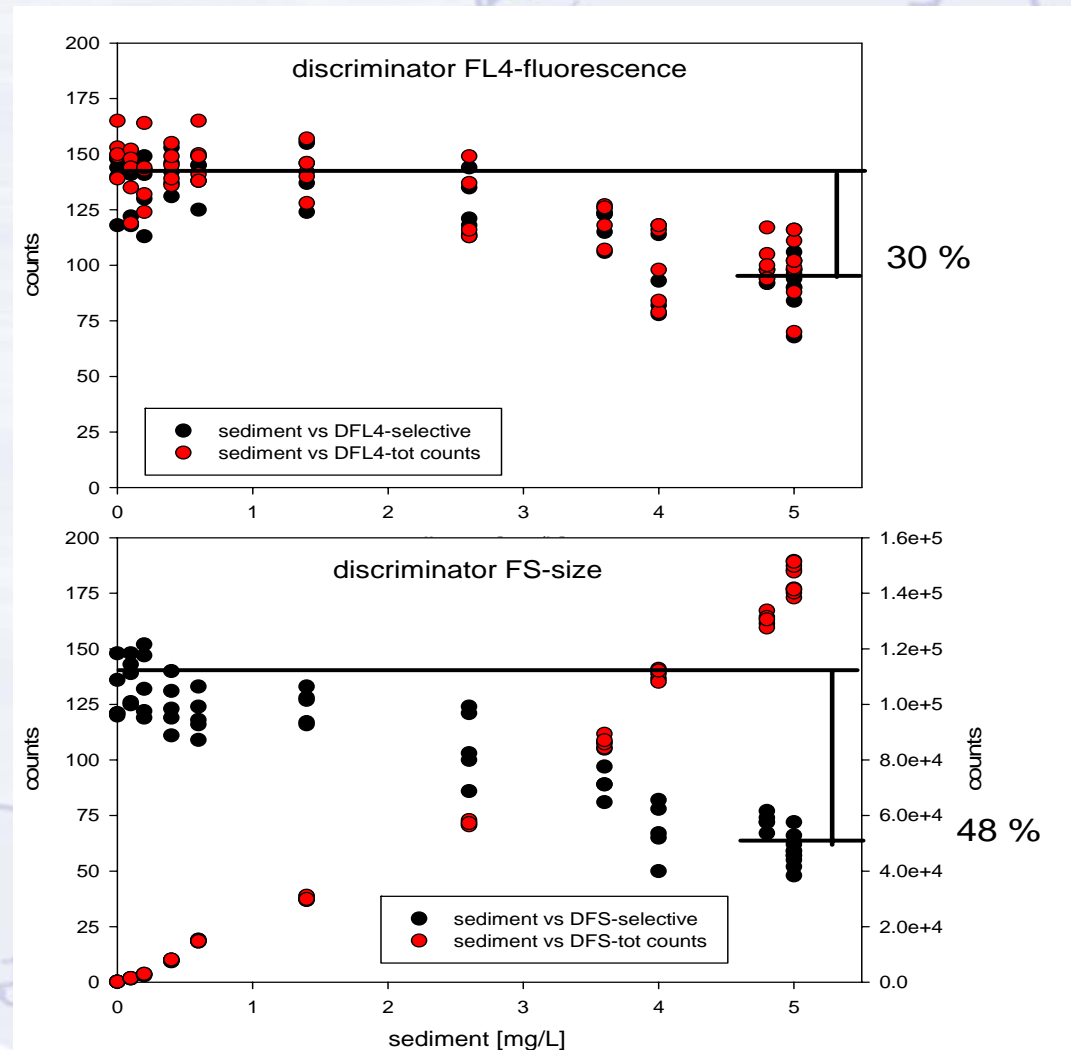 discriminator FL4-fluorescence
200
175
150
125
100
75
50
25
0
counts
30 %
sediment vs DFL4-selective
sediment vs DFL4-tot counts
0 1 2 3 4 5
discriminator FS-size
200
175
150
125
100
75
50
25
0
counts
1.6e+5
1.4e+5
1.2e+5
1.0e+5
8.0e+4
6.0e+4
4.0e+4
2.0e+4
0.0
counts
48 %
sediment vs DFS-selective
sediment vs DFS-tot counts
0 1 2 3 4 5
sediment [mg/L]